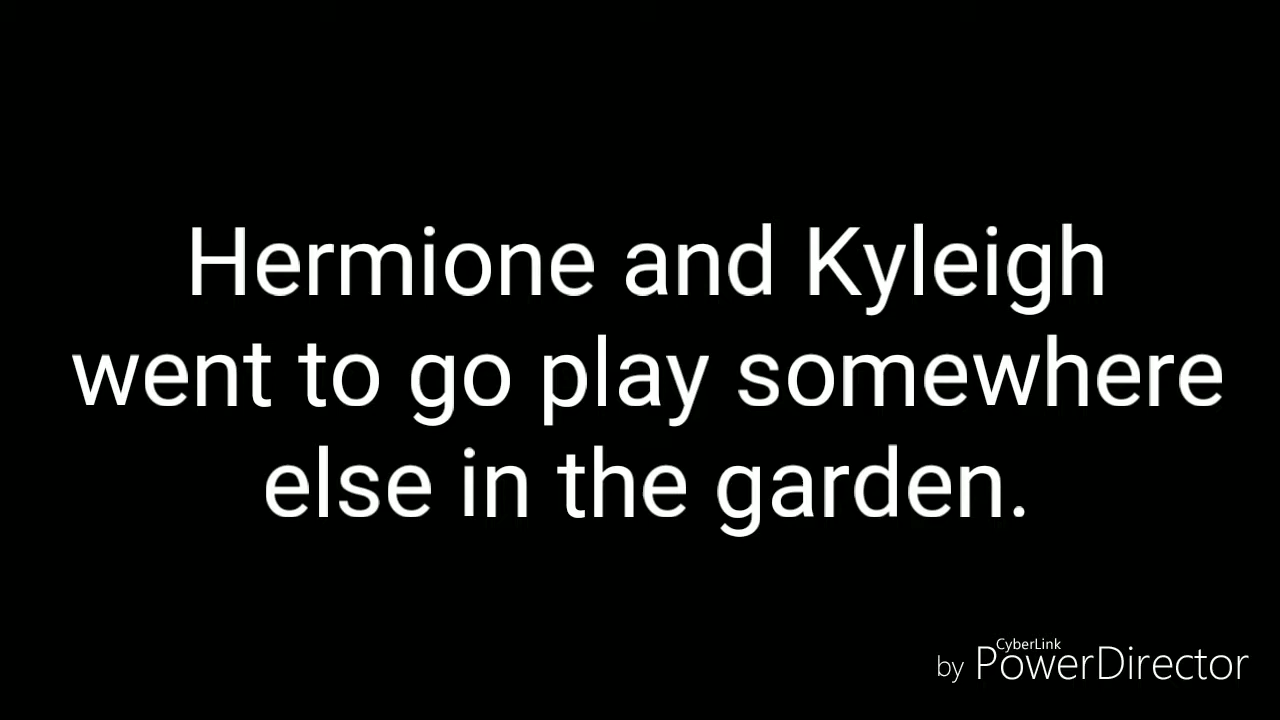 Hermione and Kyleigh
went to go play somewhere
else in the garden.
CyberLink
by PowerDirector